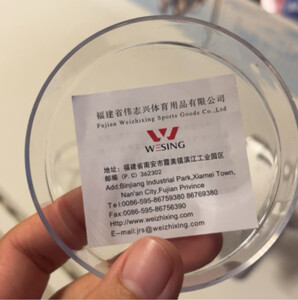 福建省伟志兴体育用品有限公司
Fujian Weizhixing Sports Goods Co.,Ltd
WESING
地址：福建省南安市霞美镇滨江工业园区
邮编 (P.C) 362302
Add:Binjiang Industrial Park,Xiamei Town,
Nan'an City,Fujian Privince
Tel:0086-595-86759380 86769380
Fax:0086-595-86756390
Http://www.weizhixing.com
E-mail:jrs@weizhixing.com